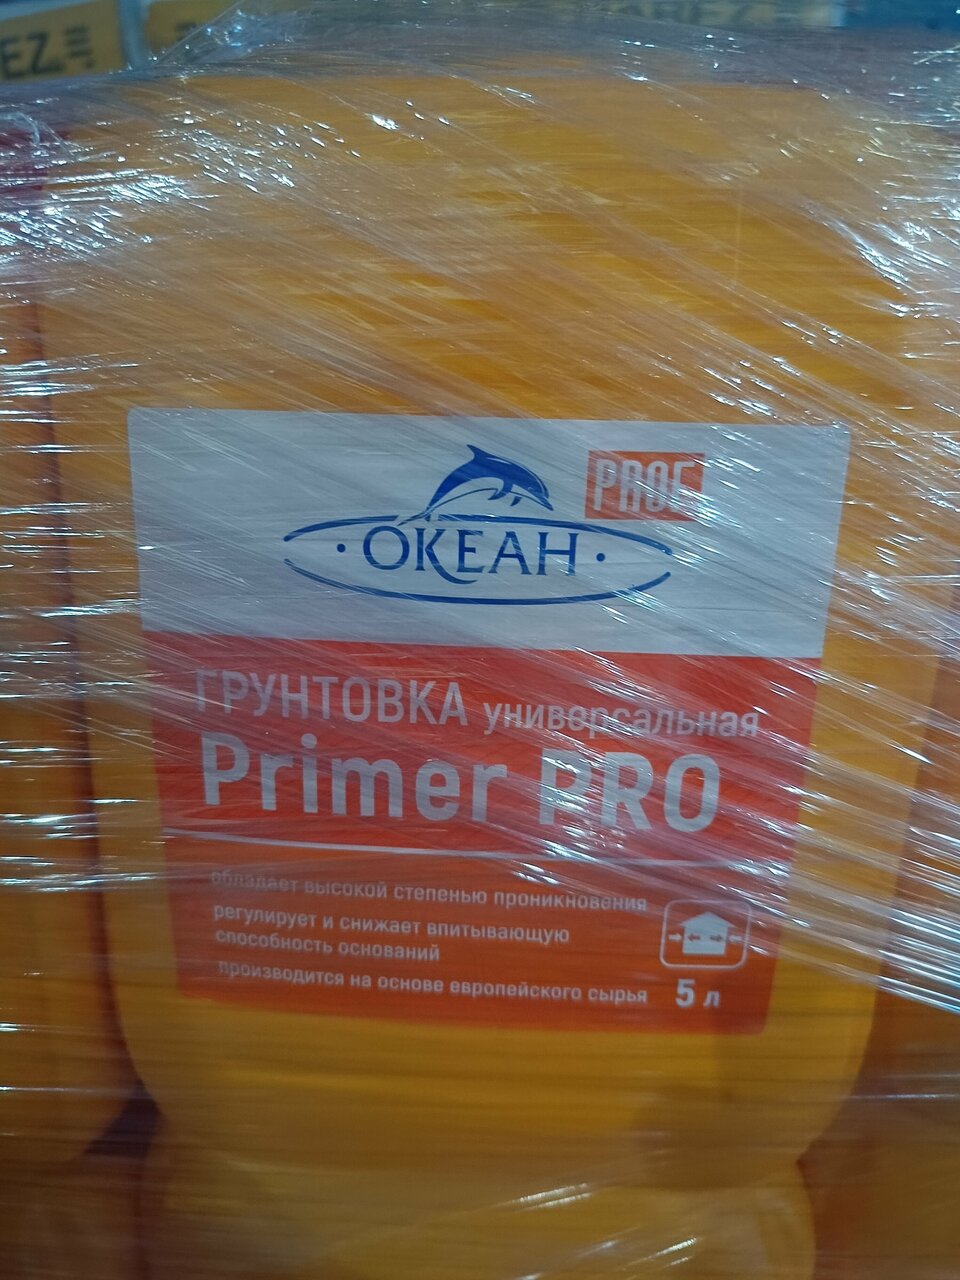 PROF
· ОКЕАН ·
ГРУНТОВКА универсальная
Primer PRO
обладает высокой степенью проникновения
регулирует и снижает впитывающую
способность оснований
производится на основе европейского сырья
5 л